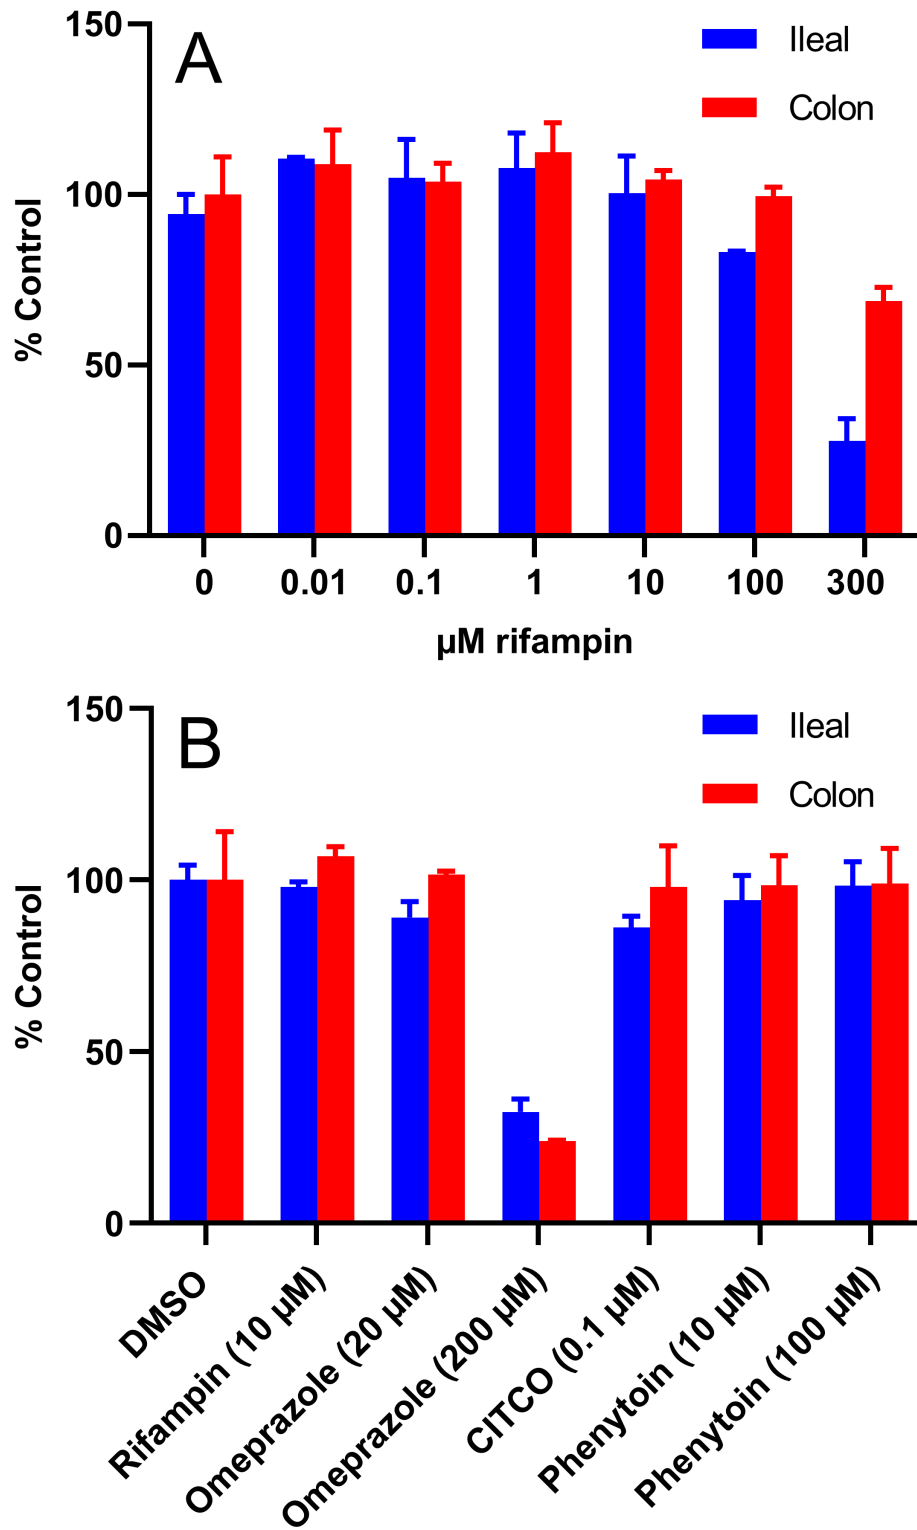 A
Ileal
Colon
150
100
50
0
% Control
0 0.01 0.1 1 10 100 300
µM rifampin
B
Ileal
Colon
150
100
50
0
% Control
DMSO
Rifampin (10 µM)
Omeprazole (20 µM)
Omeprazole (200 µM)
CITCO (0.1 µM)
Phenytoin (10 µM)
Phenytoin (100 µM)